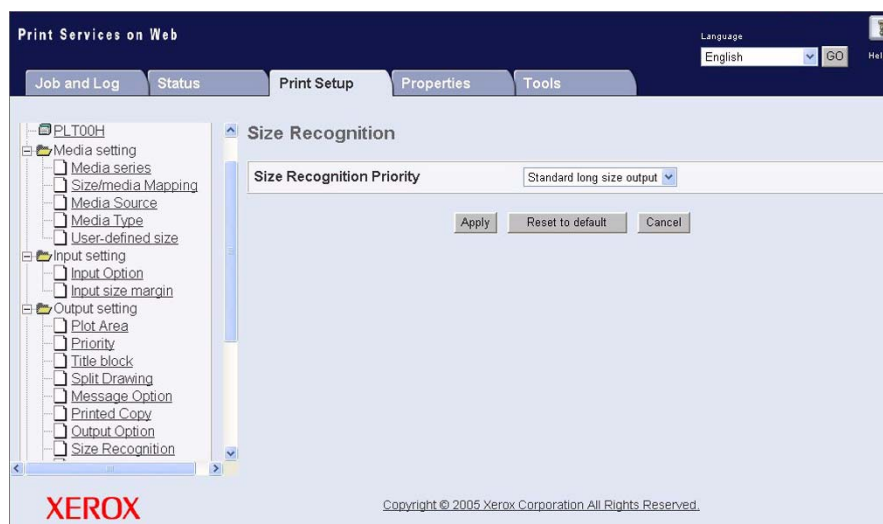 Print Services on Web
Language
English GO Hel
Job and Log Status Print Setup Properties Tools
PLT00H
Media setting
Media series
Size/media Mapping
Media Source
Media Type
User-defined size
Input setting
Input Option
Input size margin
Output setting
Plot Area
Priority
Title block
Split Drawing
Message Option
Printed Copy
Output Option
Size Recognition
Size Recognition
Size Recognition Priority Standard long size output
Apply Reset to default Cancel
XEROX
Copyright © 2005 Xerox Corporation All Rights Reserved.